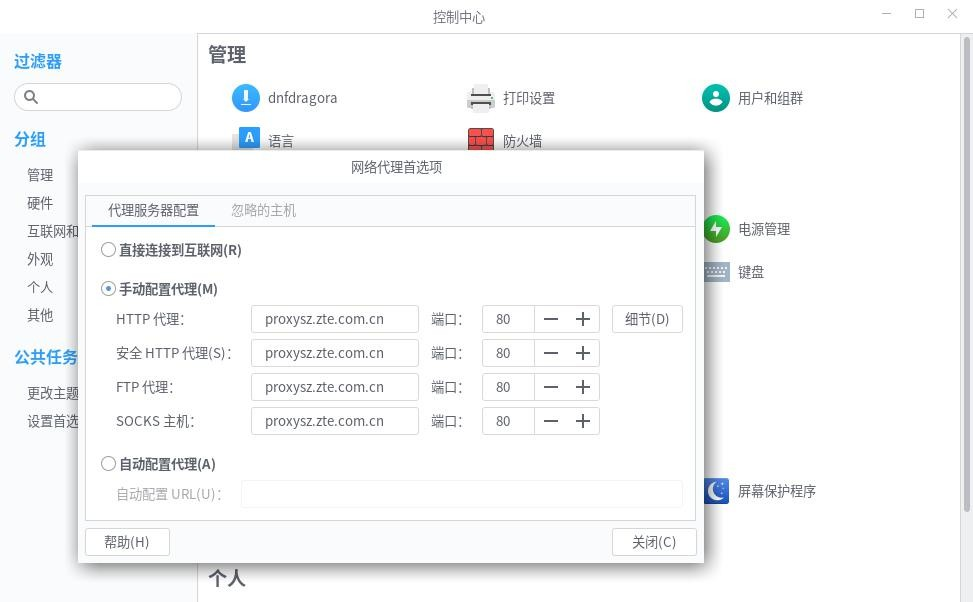 控制中心
过滤器
分组
管理
硬件
互联网和
外观
个人
其他
公共任务
更改主题
设置首选
管理
dnfdragora
打印设置
用户和组群
A 语言
防火墙
电源管理
键盘
屏幕保护程序
个人
网络代理首选项
代理服务器配置 忽略的主机
直接连接到互联网(R)
手动配置代理(M)
HTTP 代理: proxysz.zte.com.cn 端口: 80 细节(D)
安全 HTTP 代理(S): proxysz.zte.com.cn 端口: 80
FTP 代理: proxysz.zte.com.cn 端口: 80
SOCKS 主机: proxysz.zte.com.cn 端口: 80
自动配置代理(A)
自动配置 URL(U):
帮助(H) 关闭(C)